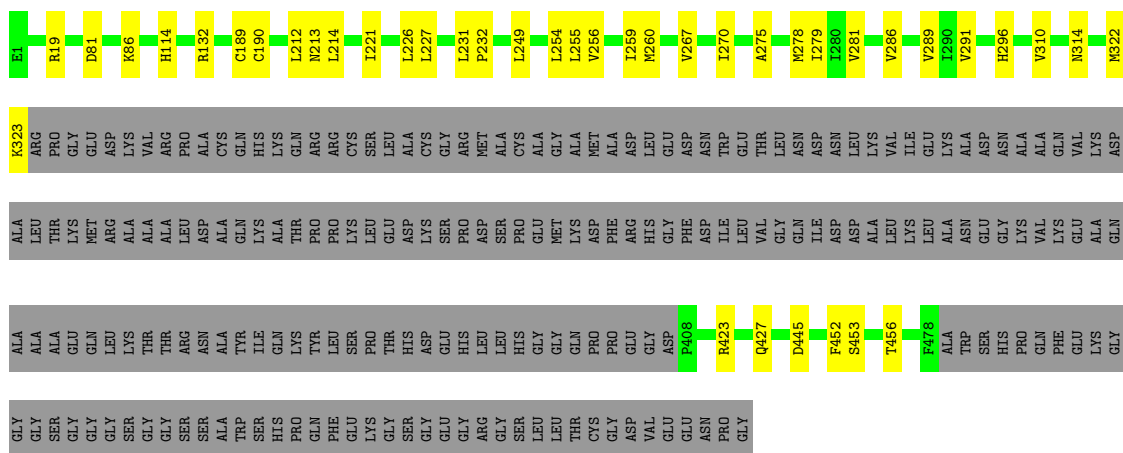 E1 R19 D81 K86 H114 R132 C189 C190 L212 N213 L214 I221 L226 L227 L231 P232 L249 L254 L255 V256 I259 M260 V267 I270 A275 M278 I279 I280 V281 V286 V289 I290 V291 H296 V310 N314 M322
K323 ARG PRO GLY GLU ASP LYS VAL ARG PRO ALA CYS GLN HIS LYS GLN ARG ARG CYS SER LEU ALA CYS GLY ARG MET ALA CYS ALA GLY ALA MET ALA ASP LEU GLU ASP ASN TRP GLU THR LEU ASN ASP ASN LEU LYS VAL ILE GLU LYS ALA ASP ASN ALA ALA GLN VAL LYS ASP
ALA LEU THR LYS MET ARG ALA ALA ALA LEU ASP ALA GLN LYS ALA THR PRO PRO LYS LEU GLU ASP LYS SER PRO ASP SER PRO GLU MET LYS ASP PHE ARG HIS GLY PHE ASP ILE LEU VAL GLY GLN ILE ASP ASP ALA LEU LYS LEU ALA ASN GLU GLY LYS VAL LYS GLU ALA GLN
ALA ALA ALA GLU GLN LEU LYS THR THR ARG ASN ALA TYR ILE GLN LYS TYR LEU SER PRO THR HIS ASP GLU HIS LEU LEU HIS GLY GLY GLN PRO PRO GLU GLY ASP P408 R423 Q427 D445 F452 S453 T456 F478 ALA TRP SER HIS PRO GLN PHE GLU LYS GLY
GLY GLY SER GLY GLY GLY SER GLY GLY SER SER ALA TRP SER HIS PRO GLN PHE GLU LYS GLY SER GLY GLU GLY ARG GLY SER LEU LEU THR CYS GLY ASP VAL GLU GLU ASN PRO GLY